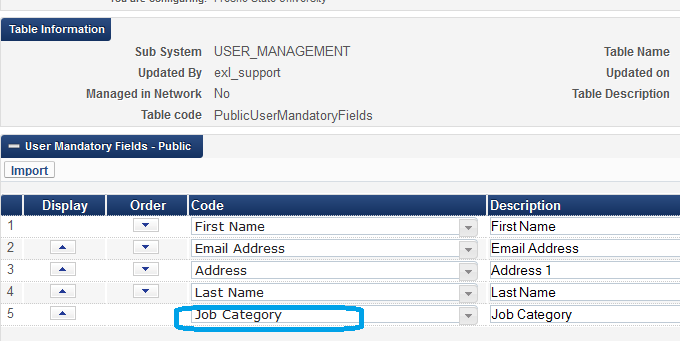 You are configuring: Fresno State University
Table Information
Sub System USER_MANAGEMENT Table Name
Updated By exl_support Updated on
Managed in Network No Table Description
Table code PublicUserMandatoryFields
User Mandatory Fields - Public
Import
Display Order Code Description
1 First Name First Name
2 Email Address Email Address
3 Address Address 1
4 Last Name Last Name
5 Job Category Job Category